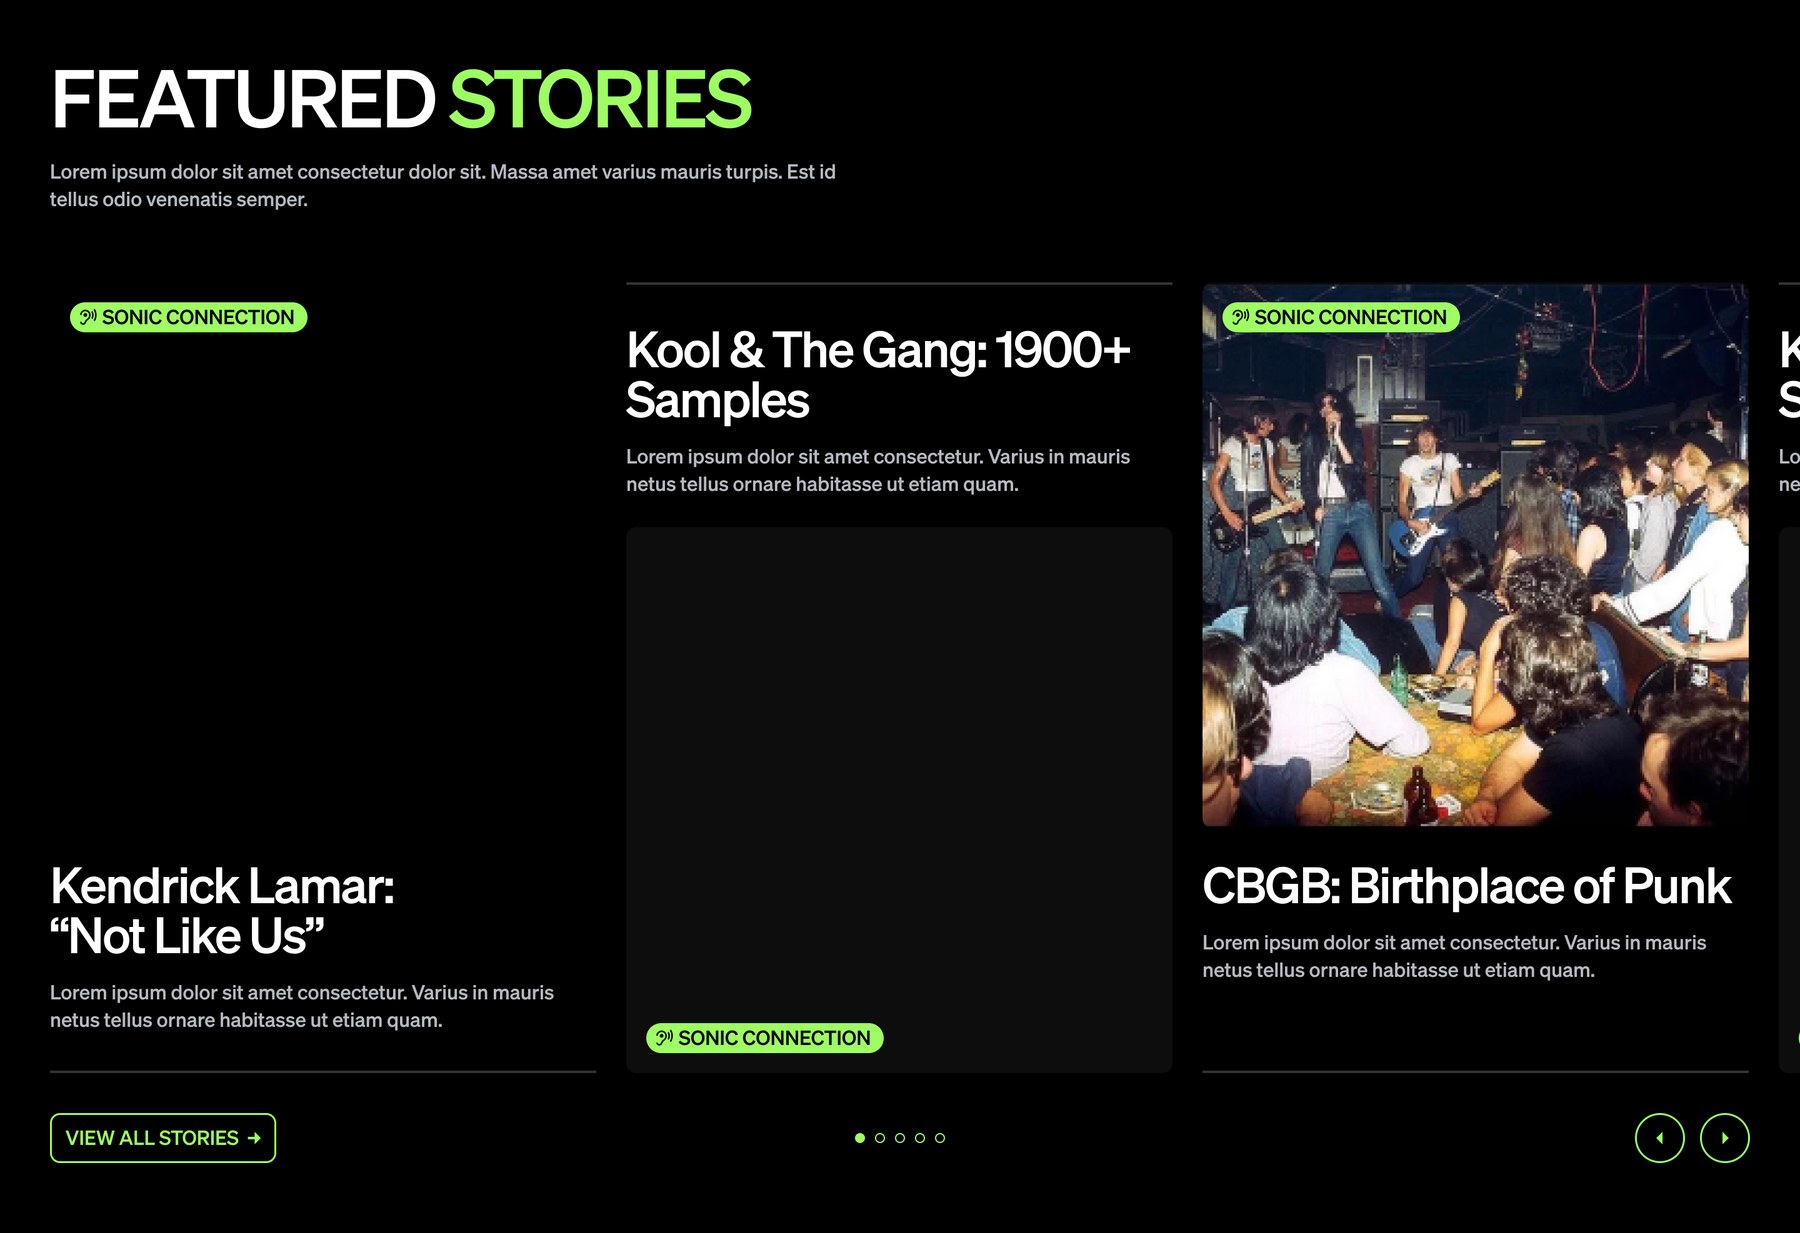 FEATURED STORIES
Lorem ipsum dolor sit amet consectetur dolor sit. Massa amet varius mauris turpis. Est id
tellus odio venenatis semper.
SONIC CONNECTION
Kendrick Lamar:
“Not Like Us”
Lorem ipsum dolor sit amet consectetur. Varius in mauris
netus tellus ornare habitasse ut etiam quam.
Kool & The Gang: 1900+
Samples
Lorem ipsum dolor sit amet consectetur. Varius in mauris
netus tellus ornare habitasse ut etiam quam.
SONIC CONNECTION
SONIC CONNECTION
CBGB: Birthplace of Punk
Lorem ipsum dolor sit amet consectetur. Varius in mauris
netus tellus ornare habitasse ut etiam quam.
K
S
Lo
ne
VIEW ALL STORIES